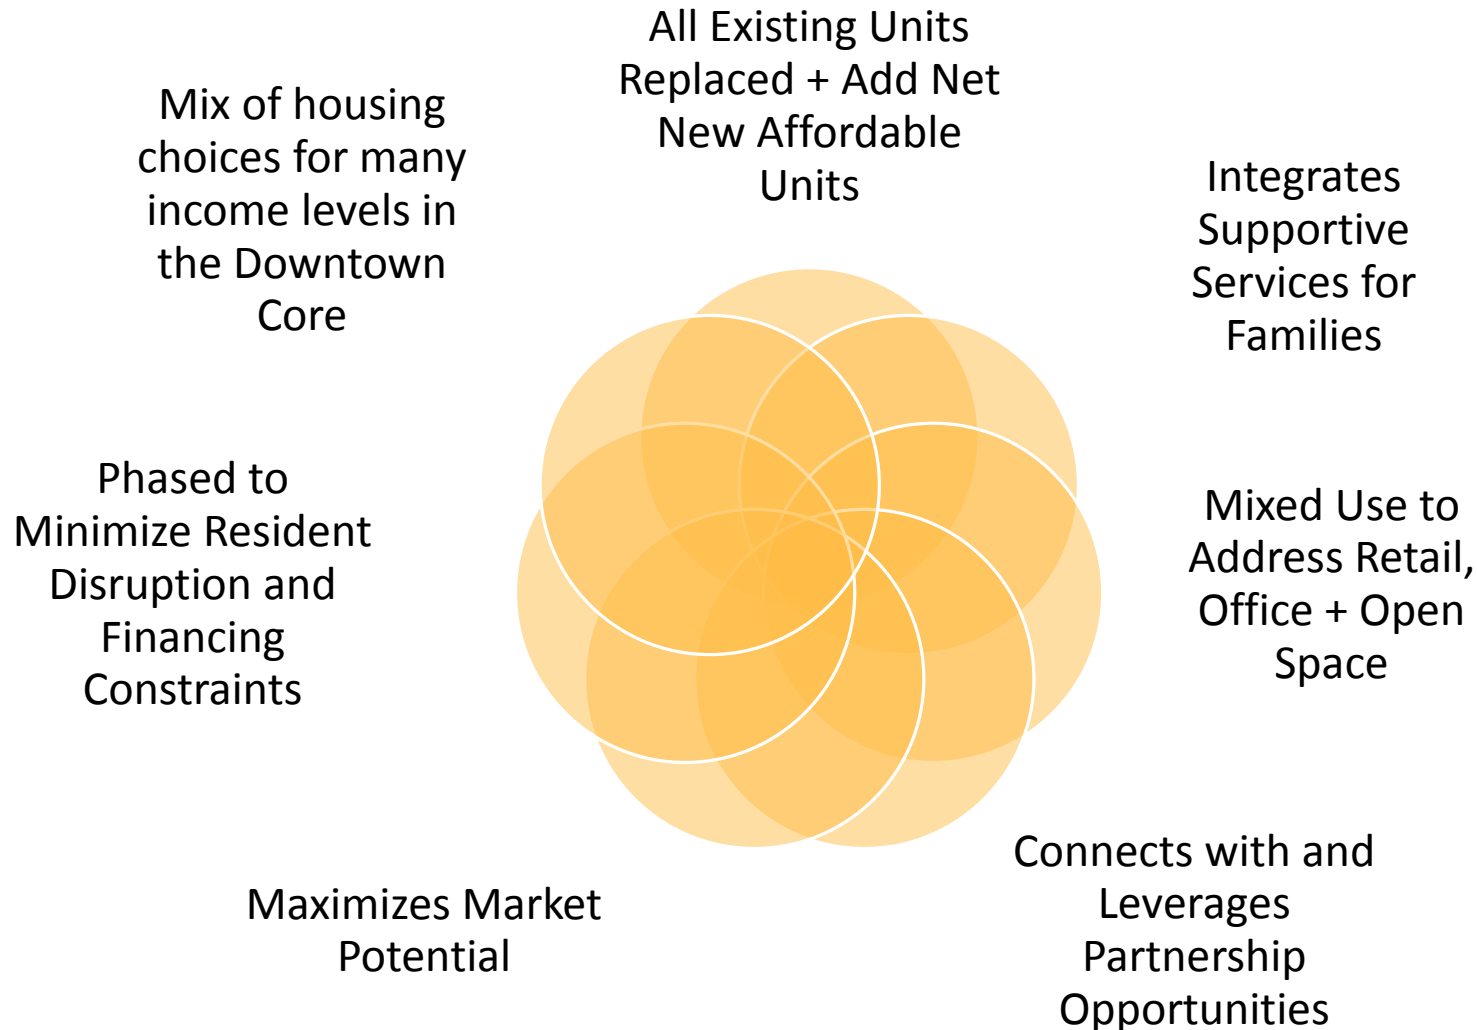 All Existing Units
Replaced + Add Net
New Affordable
Units
Integrates
Supportive
Services for
Families
Mixed Use to
Address Retail,
Office + Open
Space
Connects with and
Leverages
Partnership
Opportunities
Maximizes Market
Potential
Phased to
Minimize Resident
Disruption and
Financing
Constraints
Mix of housing
choices for many
income levels in
the Downtown
Core